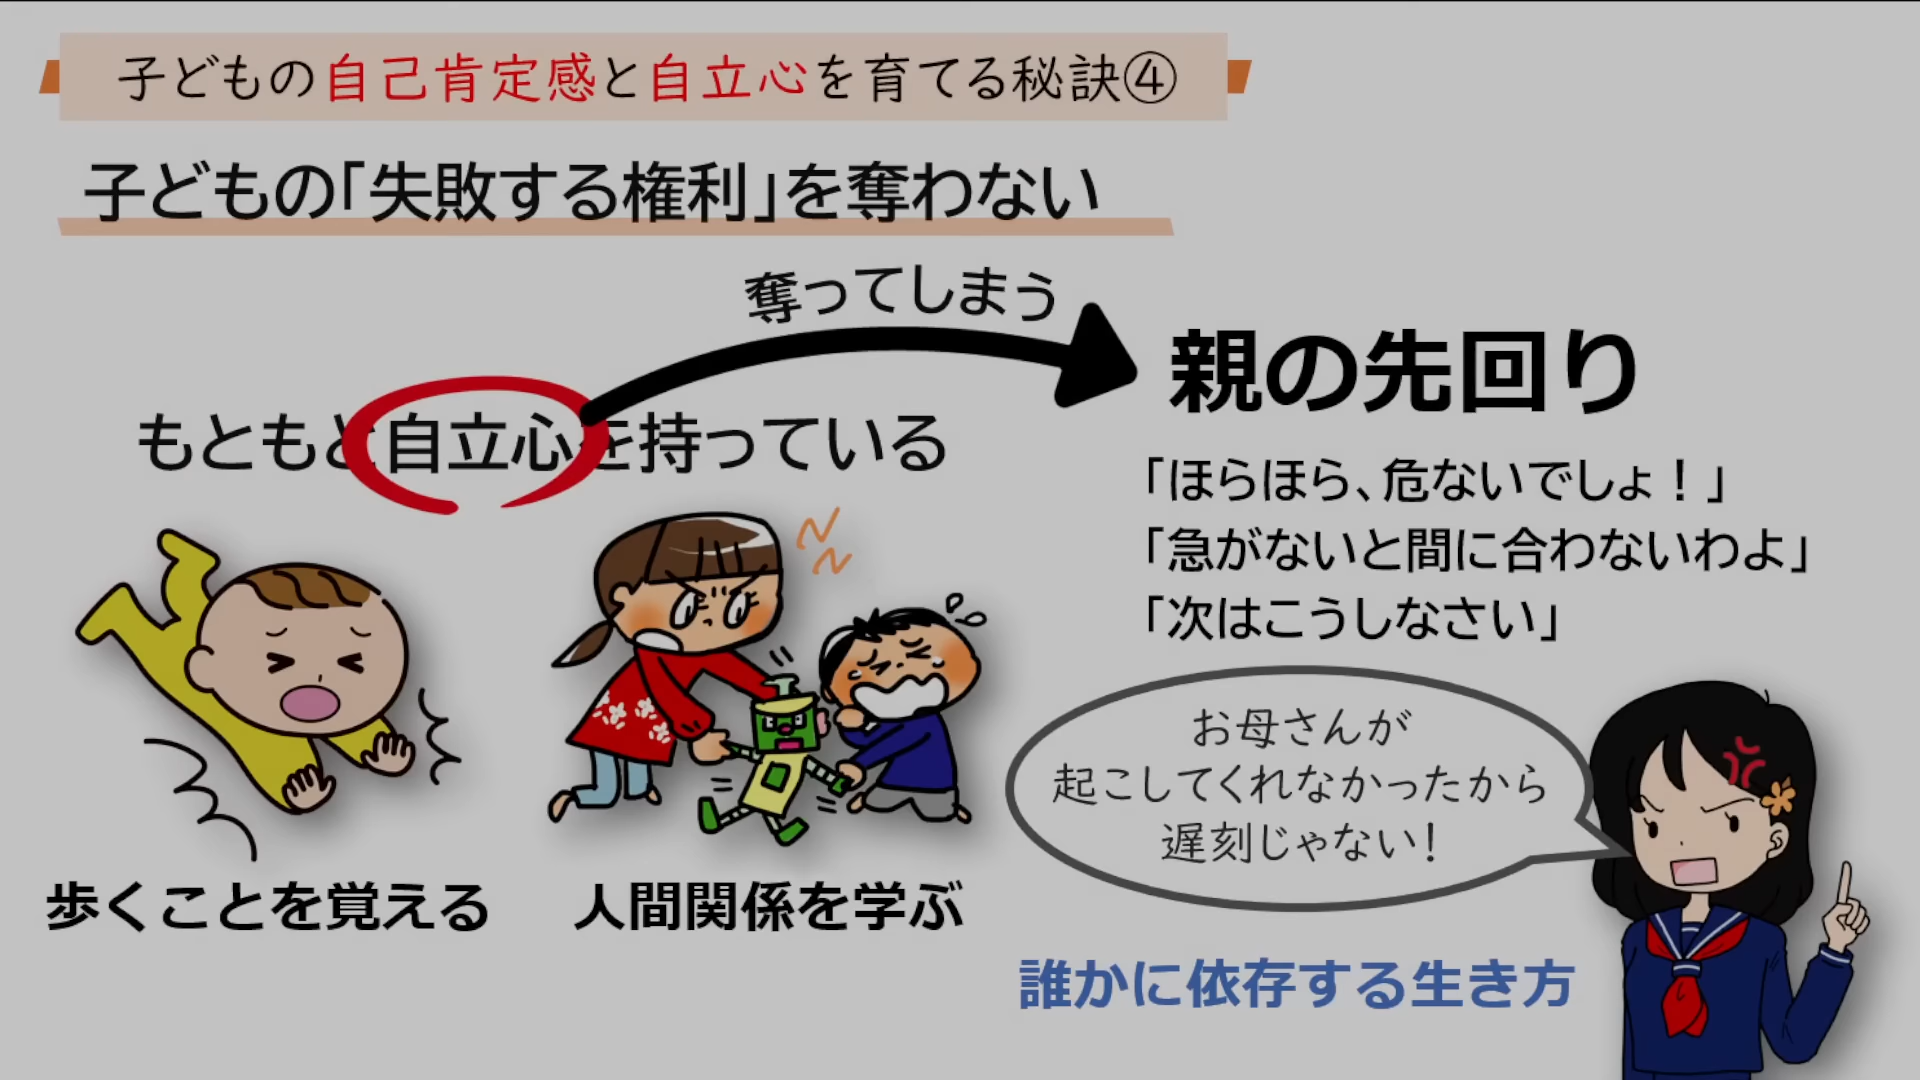 子どもの自己肯定感と自立心を育てる秘訣④
子どもの「失敗する権利」を奪わない
奪ってしまう
親の先回り
もともと自立心を持っている
「ほらほら、危ないでしょ！」
「急がないと間に合わないわよ」
「次はこうしなさい」
お母さんが
起こしてくれなかったから
遅刻じゃない！
歩くことを覚える
人間関係を学ぶ
誰かに依存する生き方